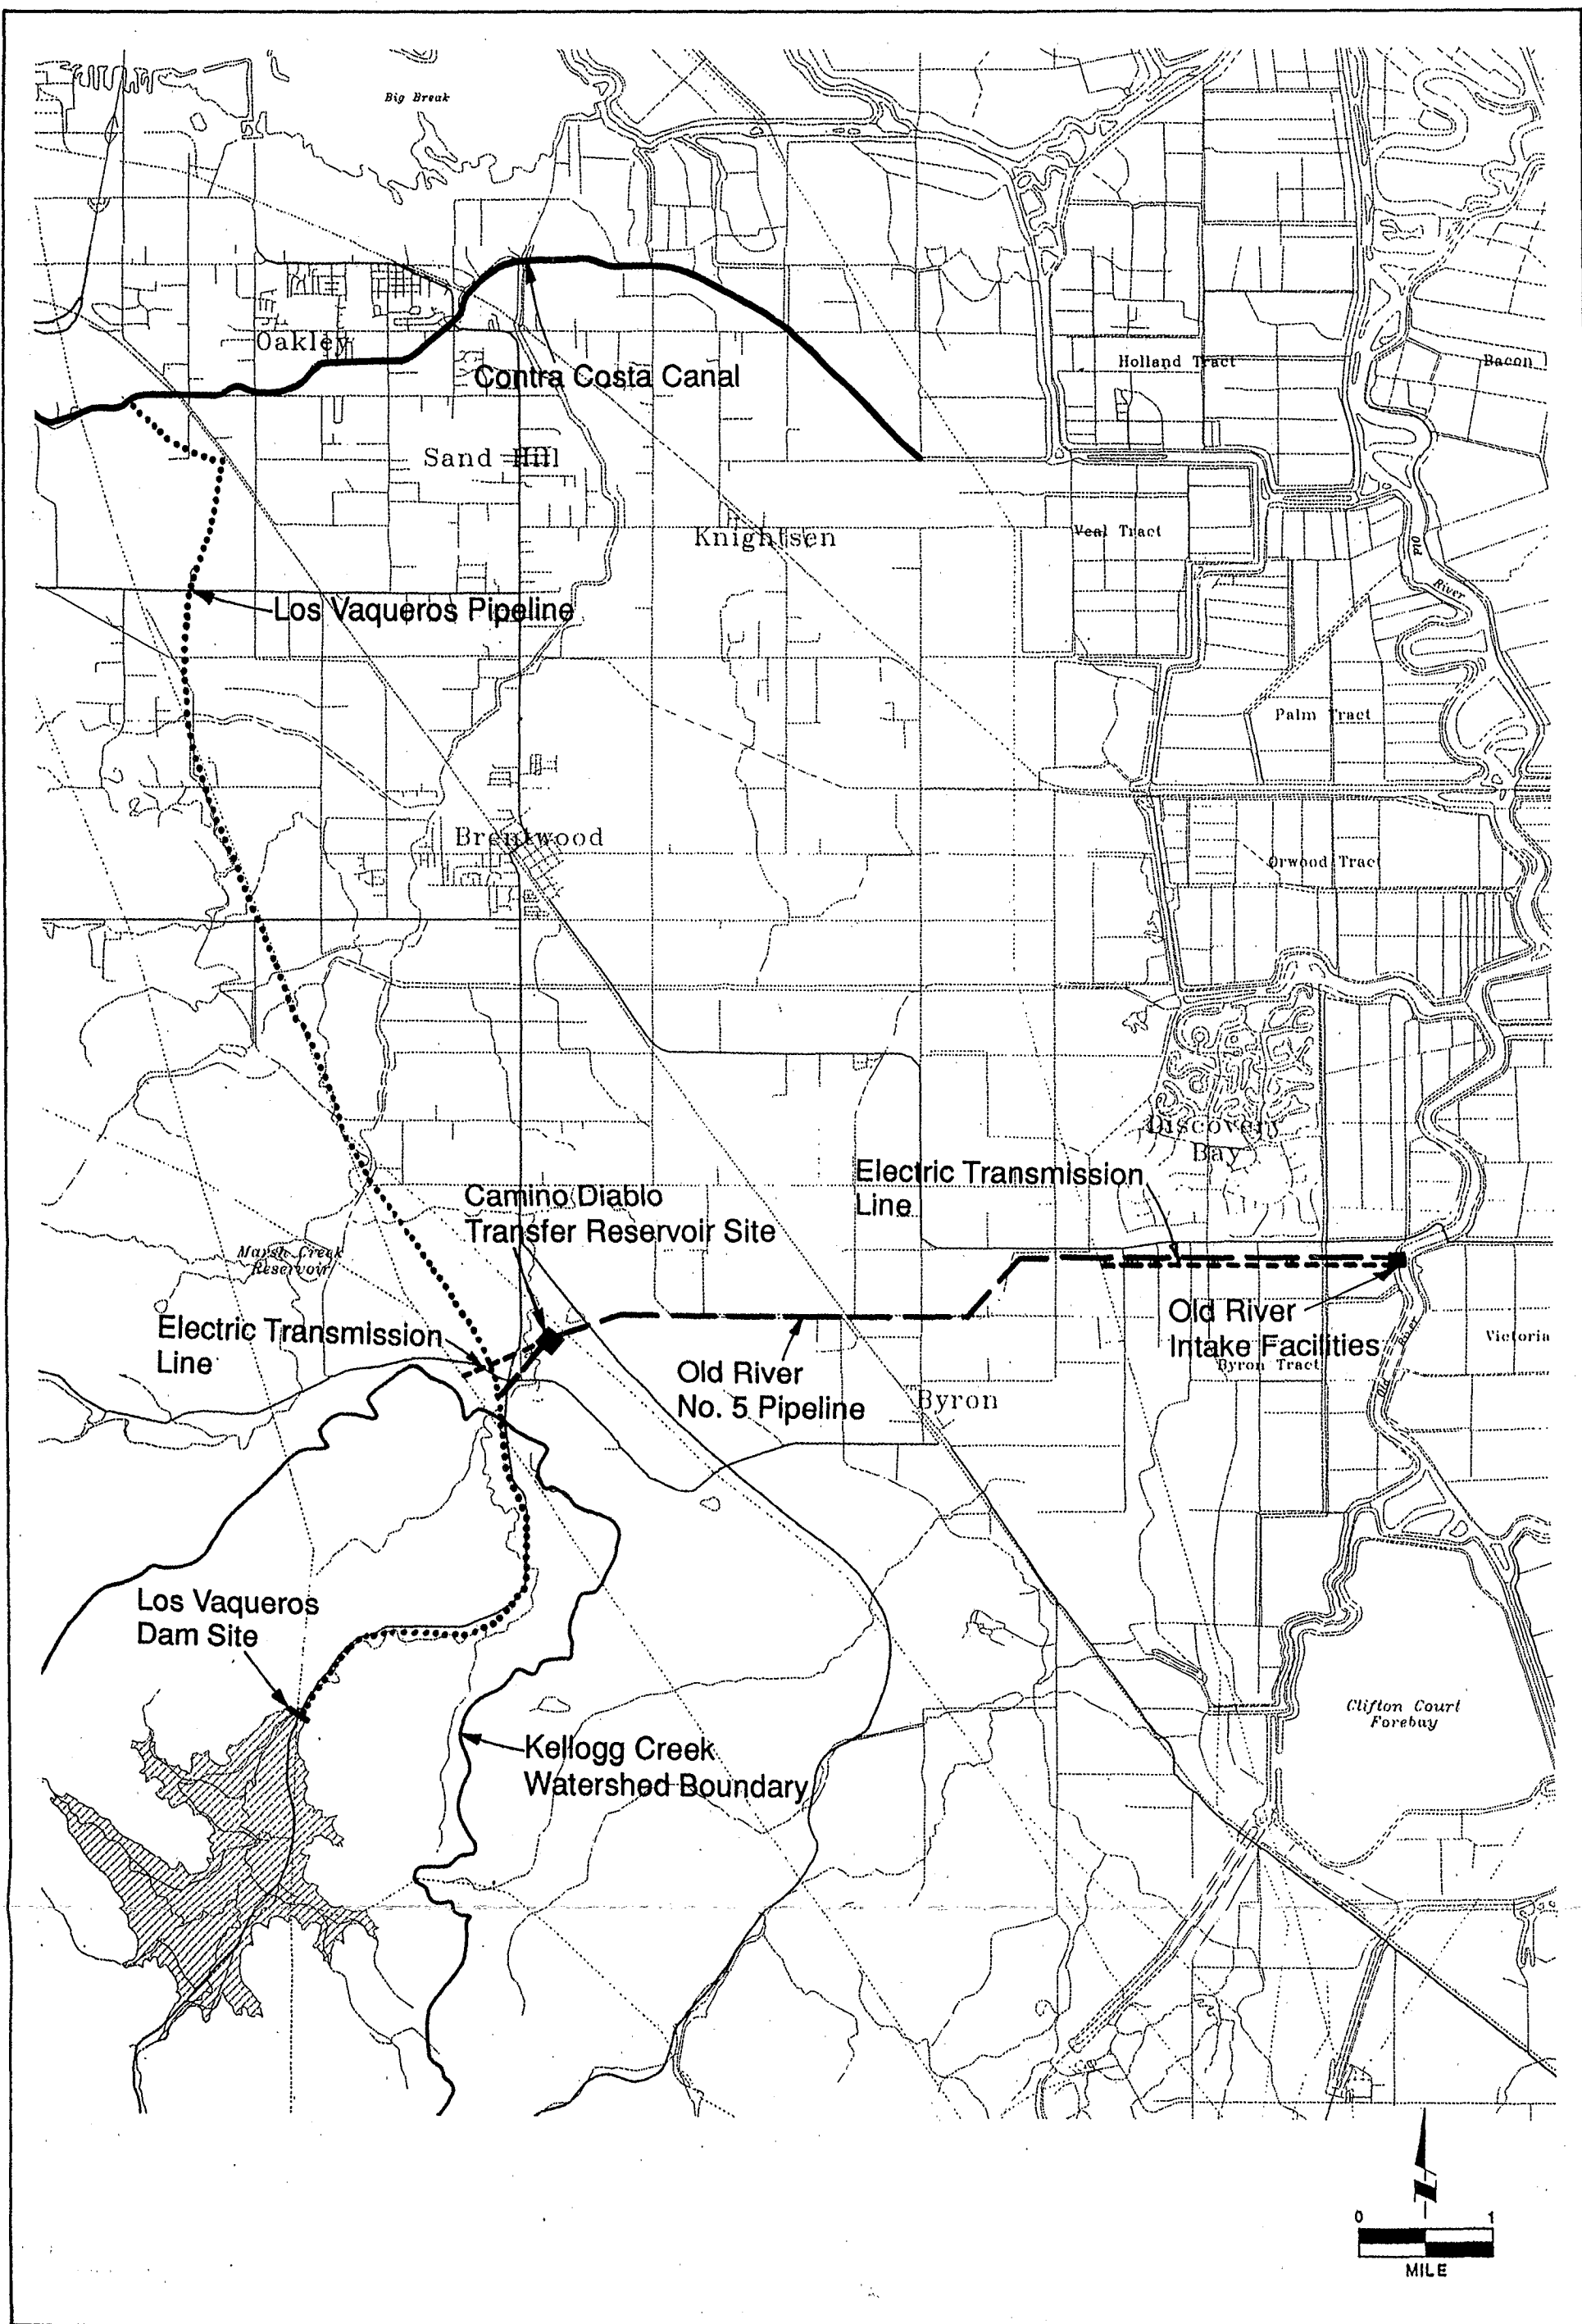 Big Break
Oakley
Contra Costa Canal
Holland Tract
Bacon
Sand Hill
Knightsen
Veal Tract
Old
River
Los Vaqueros Pipeline
Palm Tract
Brentwood
Orwood Tract
Discovery
Bay
Electric Transmission
Line
Camino Diablo
Transfer Reservoir Site
Marsh Creek
Reservoir
Electric Transmission
Line
Old River
Intake Facilities
Victoria
Byron Tract
Old River
No. 5 Pipeline
Byron
Old
River
Los Vaqueros
Dam Site
Clifton Court
Forebay
Kellogg Creek
Watershed Boundary
N
0 1
MILE